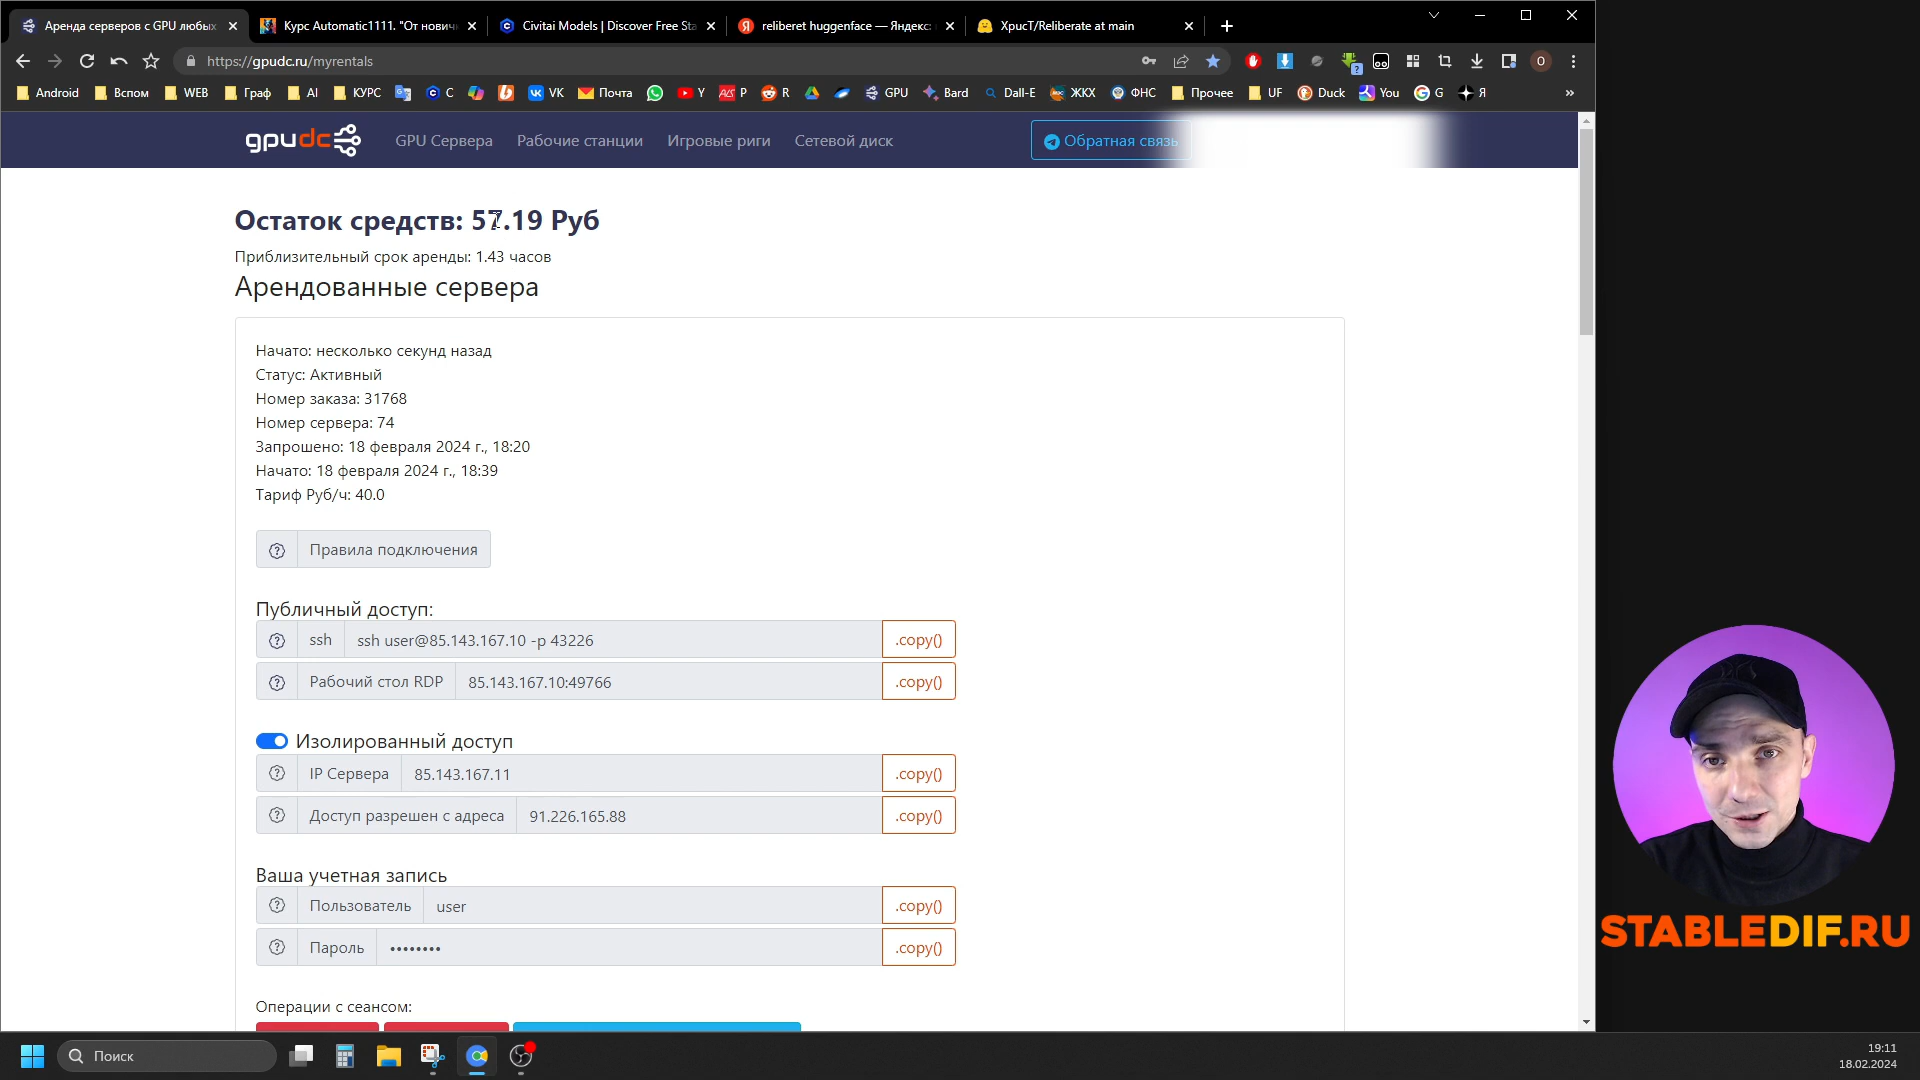 Аренда серверов с GPU любых
Курс Automatic1111. "От нович
Civitai Models | Discover Free Sta
reliberet huggenface — Яндекс:
XpucT/Reliberate at main
https://gpudc.ru/myrentals
O
Android
Вспом
WEB
Граф
AI
КУРС
C
VK
Почта
Y
P
R
GPU
Bard
Dall-E
ЖКХ
ФНС
Прочее
UF
Duck
You
G
Я
»
gpudc
GPU Сервера
Рабочие станции
Игровые риги
Сетевой диск
Обратная связь
Остаток средств: 57.19 Руб
Приблизительный срок аренды: 1.43 часов
Арендованные сервера
Начато: несколько секунд назад
Статус: Активный
Номер заказа: 31768
Номер сервера: 74
Запрошено: 18 февраля 2024 г., 18:20
Начато: 18 февраля 2024 г., 18:39
Тариф Руб/ч: 40.0
Правила подключения
Публичный доступ:
ssh
ssh user@85.143.167.10 -p 43226
.copy()
Рабочий стол RDP
85.143.167.10:49766
.copy()
Изолированный доступ
IP Сервера
85.143.167.11
.copy()
Доступ разрешен с адреса
91.226.165.88
.copy()
Ваша учетная запись
Пользователь
user
.copy()
Пароль
••••••••
.copy()
Операции с сеансом:
STABLEDIF.RU
Поиск
19:11
18.02.2024